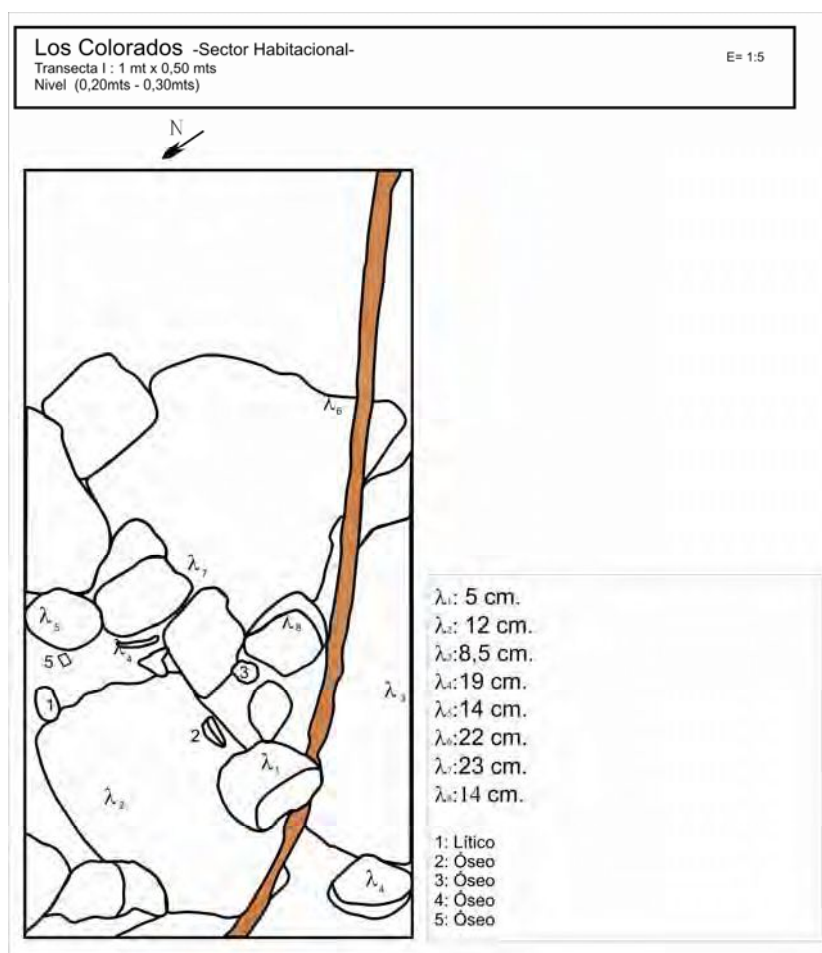 Los Colorados -Sector Habitacional-
E= 1:5
Transecta I : 1 mt x 0,50 mts
Nivel (0,20mts - 0,30mts)
N
λ₆
λ₇
λ₅
λ₈
λ₄
5
3
1
λ₃
2
λ₁
λ₂
λ₄
λ₁: 5 cm.
λ₂: 12 cm.
λ₃:8,5 cm.
λ₄:19 cm.
λ₅:14 cm.
λ₆:22 cm.
λ₇:23 cm.
λ₈:14 cm.
1: Lítico
2: Óseo
3: Óseo
4: Óseo
5: Óseo